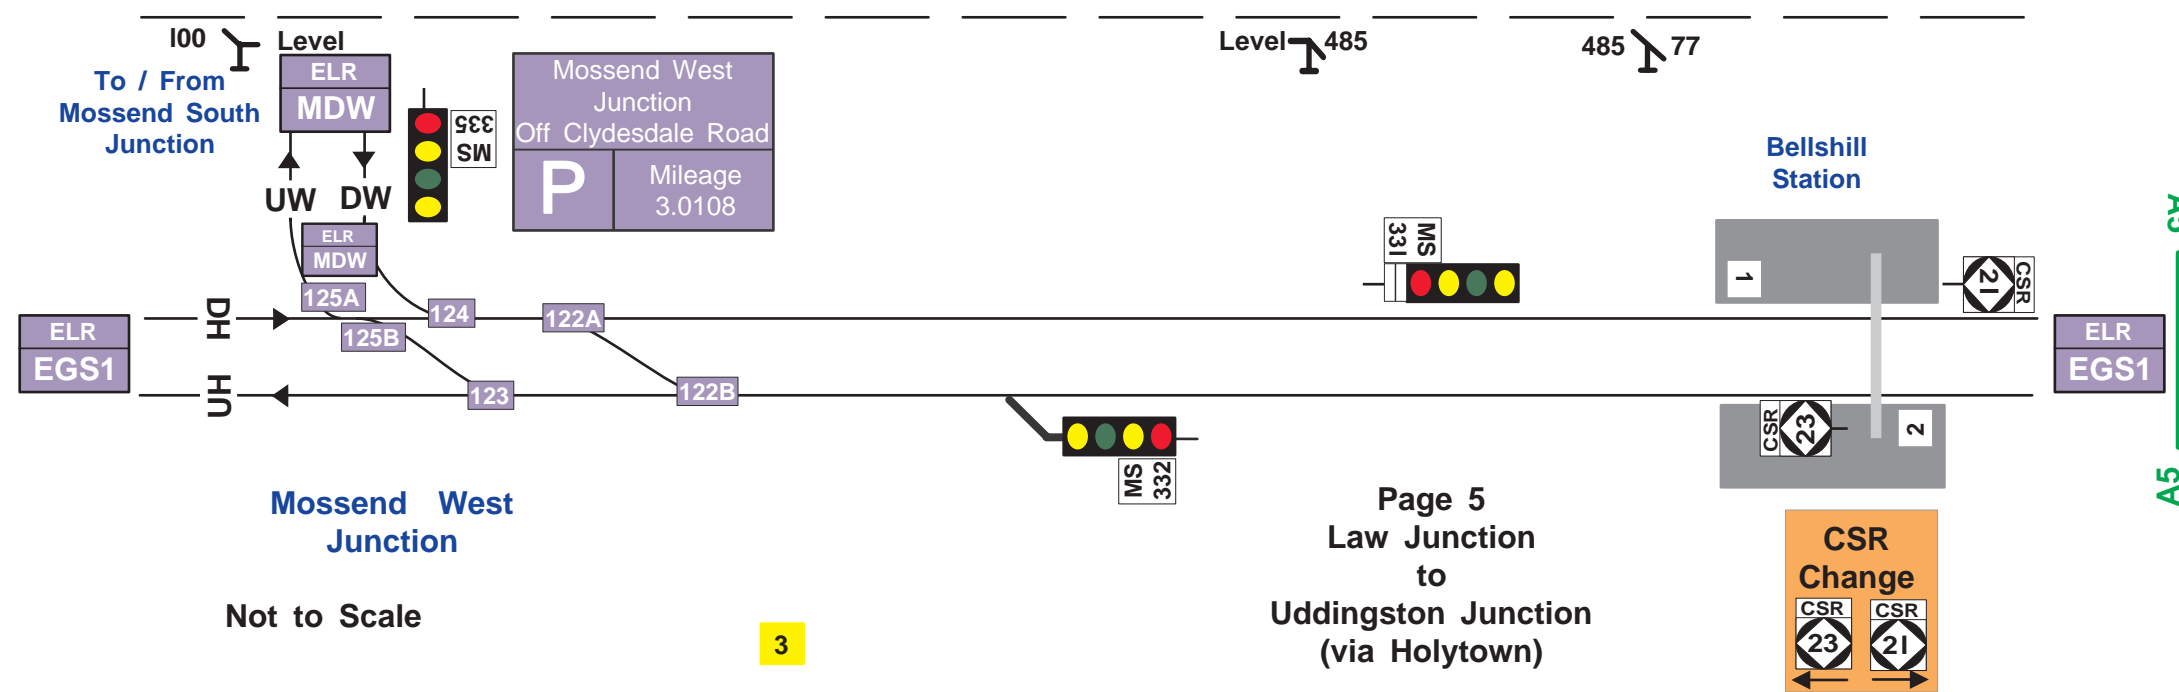 100
Level
Level
485
485
77
To / From
Mossend South
Junction
ELR
MDW
MS
335
Mossend West
Junction
Off Clydesdale Road
P
Mileage
3.0108
Bellshill
Station
UW
DW
ELR
MDW
MS
331
1
CSR
21
125A
124
122A
DH
125B
ELR
EGS1
ELR
EGS1
UH
123
122B
CSR
23
2
MS
332
A5
Mossend West
Junction
Not to Scale
3
Page 5
Law Junction
to
Uddingston Junction
(via Holytown)
CSR
Change
CSR
23
CSR
21